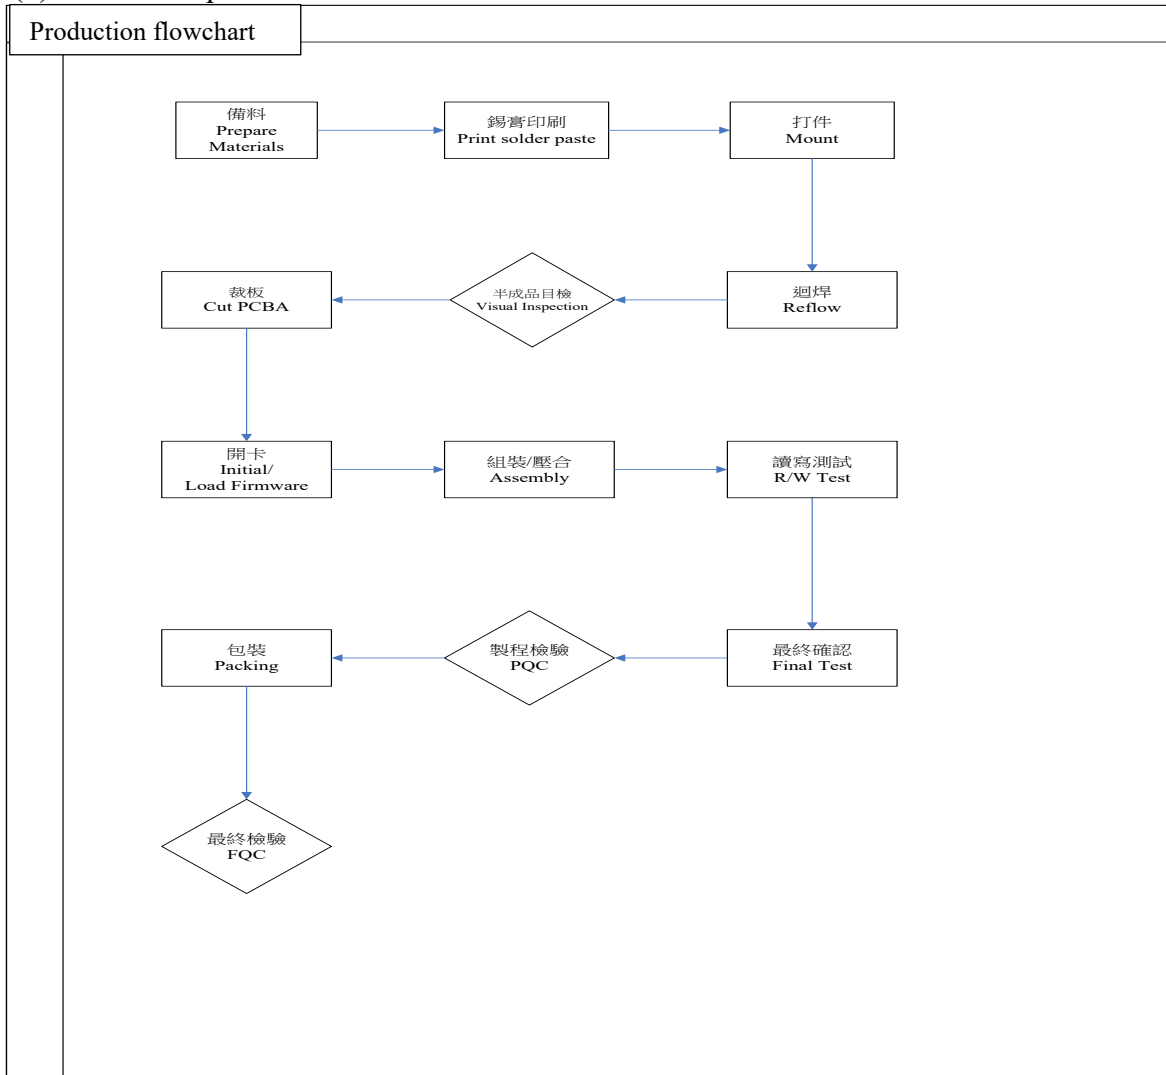 Production flowchart
備料
Prepare
Materials
錫膏印刷
Print solder paste
打件
Mount
迴焊
Reflow
半成品目檢
Visual Inspection
裁板
Cut PCBA
開卡
Initial/
Load Firmware
組裝/壓合
Assembly
讀寫測試
R/W Test
最終確認
Final Test
製程檢驗
PQC
包裝
Packing
最終檢驗
FQC